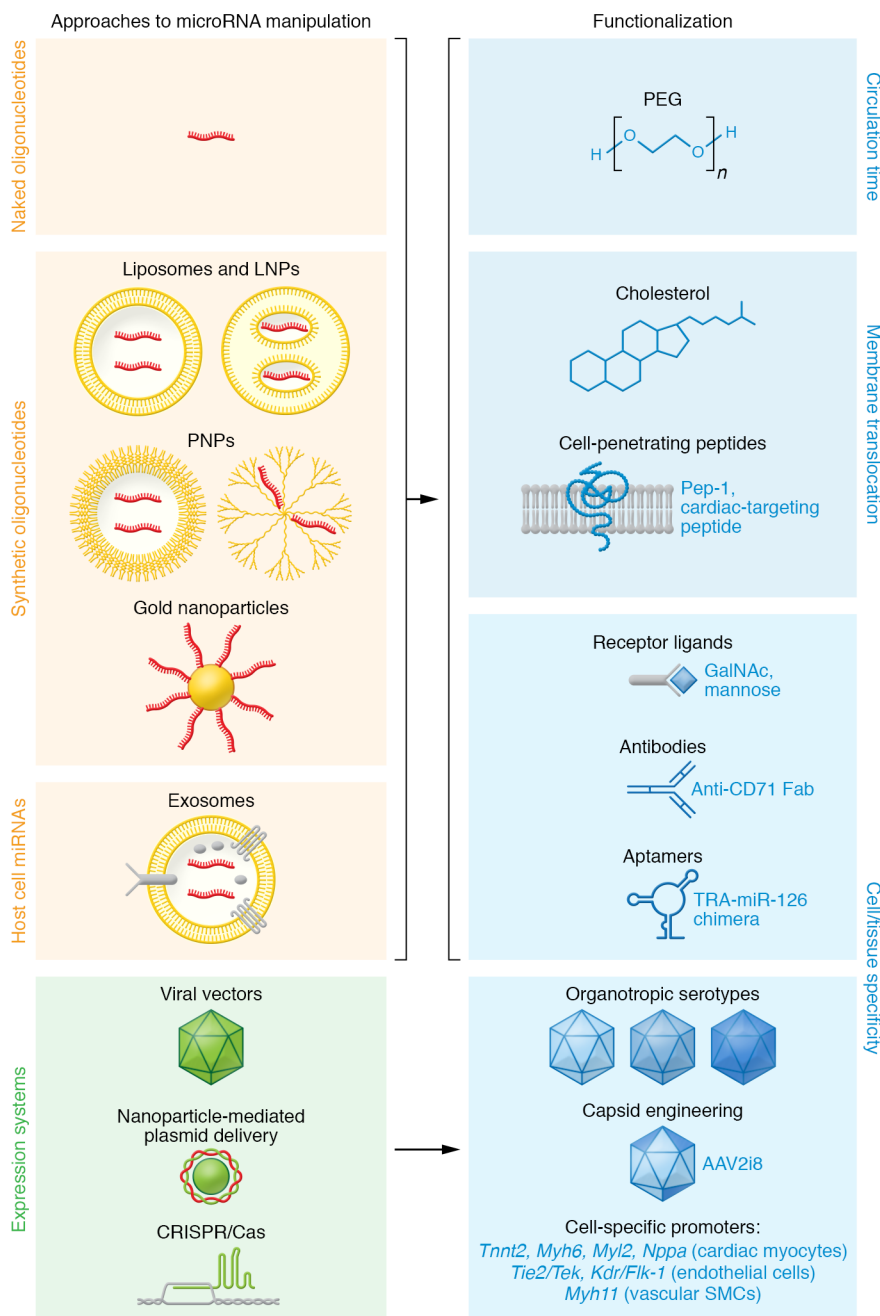 Approaches to microRNA manipulation
Functionalization
Naked oligonucleotides
PEG
H
O
O
H
n
Circulation time
Synthetic oligonucleotides
Liposomes and LNPs
PNPs
Gold nanoparticles
Cholesterol
Cell-penetrating peptides
Pep-1,
cardiac-targeting
peptide
Membrane translocation
Host cell miRNAs
Exosomes
Receptor ligands
GalNAc,
mannose
Antibodies
Anti-CD71 Fab
Aptamers
TRA-miR-126
chimera
Cell/tissue specificity
Expression systems
Viral vectors
Nanoparticle-mediated
plasmid delivery
CRISPR/Cas
Organotropic serotypes
Capsid engineering
AAV2i8
Cell-specific promoters:
Tnnt2, Myh6, Myl2, Nppa (cardiac myocytes)
Tie2/Tek, Kdr/Flk-1 (endothelial cells)
Myh11 (vascular SMCs)